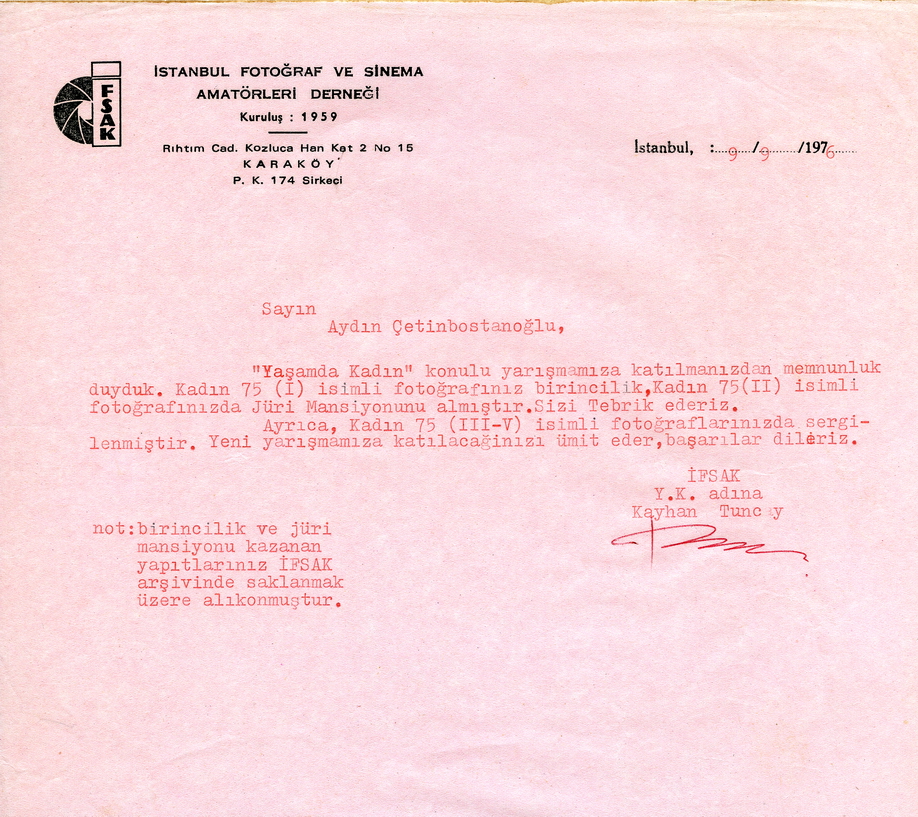 İFSAK
İSTANBUL FOTOĞRAF VE SİNEMA
AMATÖRLERİ DERNEĞİ
Kuruluş : 1959
Rıhtım Cad. Kozluca Han Kat 2 No 15
KARAKÖY
P. K. 174 Sirkeci
İstanbul, :....9.../9....../1976......
Sayın
Aydın Çetinbostanoğlu,
"Yaşamda Kadın" konulu yarışmamıza katılmanızdan memnunluk
duyduk. Kadın 75 (I) isimli fotoğrafınız birincilik,Kadın 75(II) isimli
fotoğrafınızda Jüri Mansiyonunu almıştır.Sizi Tebrik ederiz.
Ayrıca, Kadın 75 (III-V) isimli fotoğraflarınızda sergi-
lenmiştir. Yeni yarışmamıza katılacağınızı ümit eder,başarılar dileriz.
İFSAK
Y.K. adına
Kayhan Tuncay
not:birincilik ve jüri
mansiyonu kazanan
yapıtlarınız İFSAK
arşivinde saklanmak
üzere alıkonmuştur.